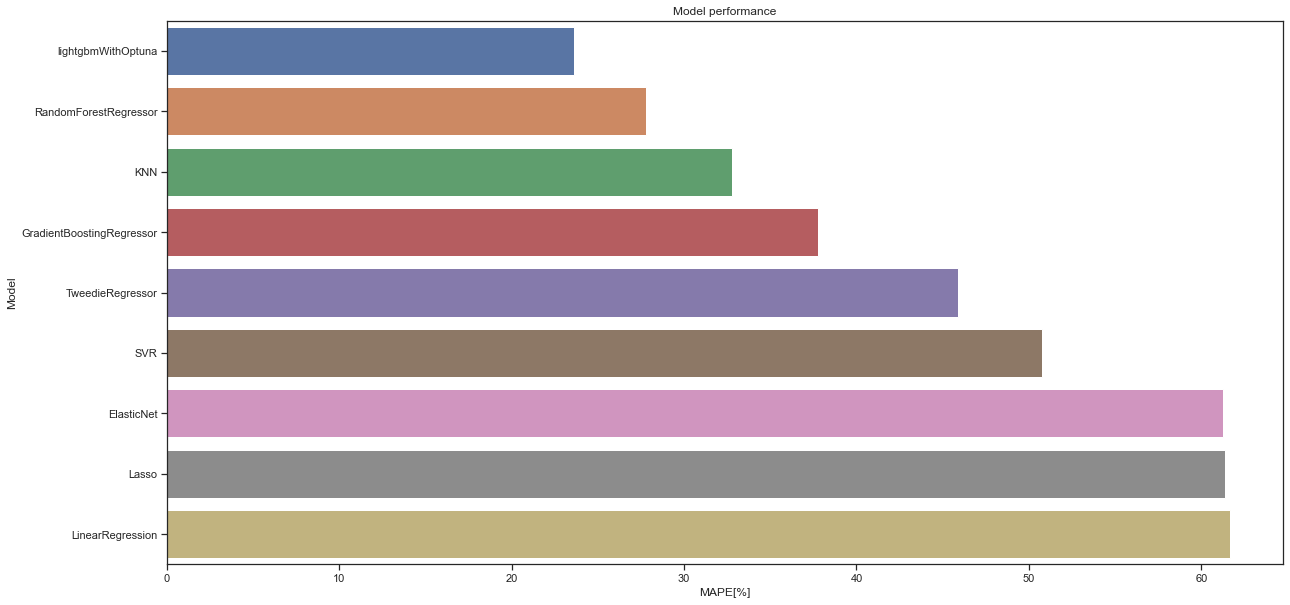 Model performance
lightgbmWithOptuna
RandomForestRegressor
KNN
GradientBoostingRegressor
TweedieRegressor
SVR
ElasticNet
Lasso
LinearRegression
Model
0 10 20 30 40 50 60
MAPE[%]